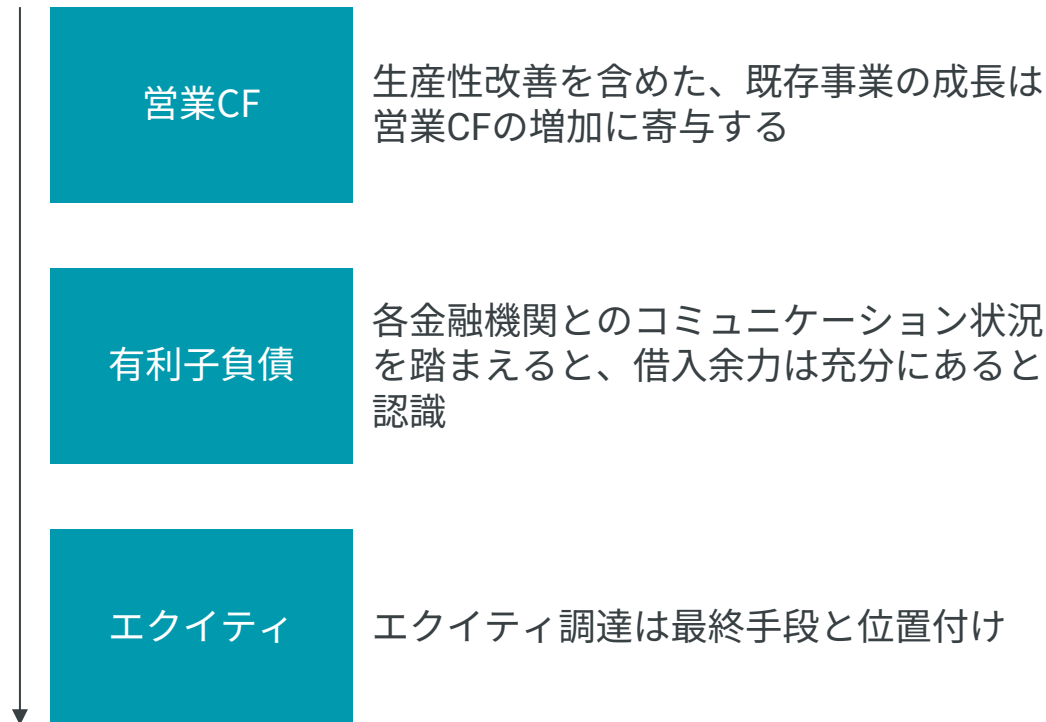 営業CF
生産性改善を含めた、既存事業の成長は
営業CFの増加に寄与する
有利子負債
各金融機関とのコミュニケーション状況
を踏まえると、借入余力は充分にあると
認識
エクイティ
エクイティ調達は最終手段と位置付け